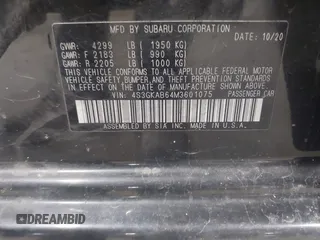 MFD. BY SUBARU CORPORATION 10/20
GVWR: 4299 LB ( 1950 KG)
GAWR: F 2183 LB ( 990 KG)
GAWR: R 2205 LB ( 1000 KG)
THIS VEHICLE CONFORMS TO ALL APPLICABLE FEDERAL MOTOR
VEHICLE SAFETY, BUMPER, AND THEFT PREVENTION STANDARDS IN
EFFECT ON THE DATE OF MANUFACTURE SHOWN ABOVE.
VIN: 4S3GKAB64M3601075 PASSENGER CAR
ASSEMBLED BY SIA INC. MADE IN U.S.A.
DREAMBID